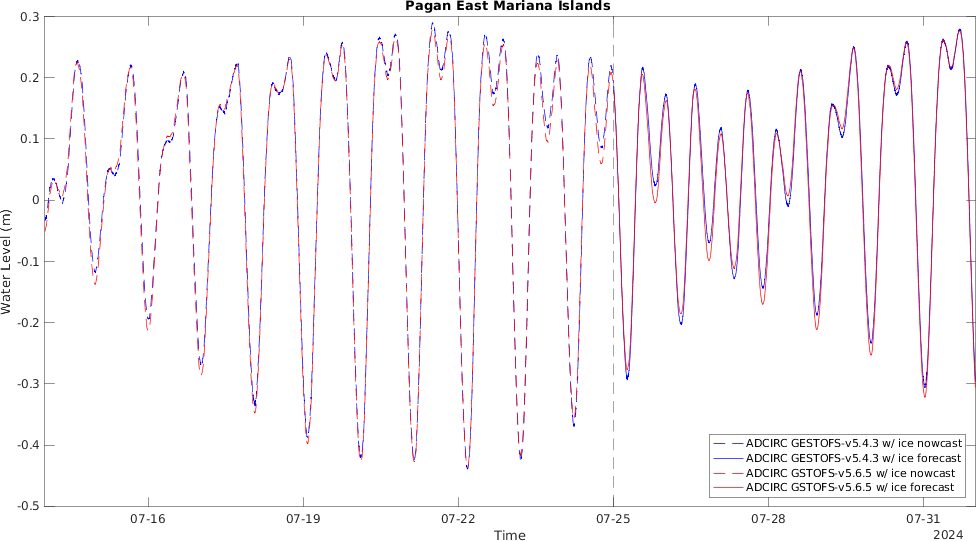 Pagan East Mariana Islands
0.3
0.2
0.1
0
-0.1
-0.2
-0.3
-0.4
-0.5
Water Level (m)
ADCIRC GESTOFS-v5.4.3 w/ ice nowcast
ADCIRC GESTOFS-v5.4.3 w/ ice forecast
ADCIRC GSTOFS-v5.6.5 w/ ice nowcast
ADCIRC GSTOFS-v5.6.5 w/ ice forecast
07-16 07-19 07-22 07-25 07-28 07-31
Time
2024